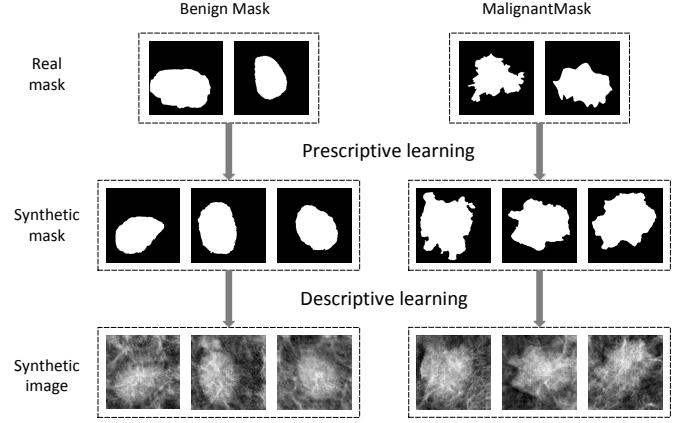 Benign Mask
MalignantMask
Real
mask
Prescriptive learning
Synthetic
mask
Descriptive learning
Synthetic
image